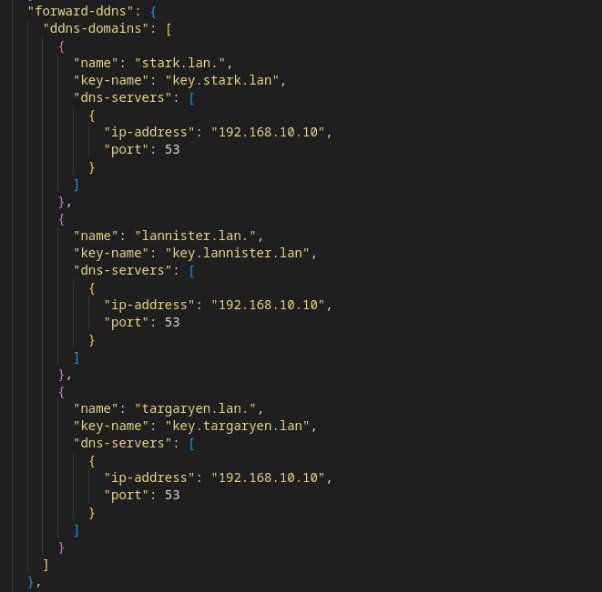 "forward-ddns": {
"ddns-domains": [
{
"name": "stark.lan.",
"key-name": "key.stark.lan",
"dns-servers": [
{
"ip-address": "192.168.10.10",
"port": 53
}
]
},
{
"name": "lannister.lan.",
"key-name": "key.lannister.lan",
"dns-servers": [
{
"ip-address": "192.168.10.10",
"port": 53
}
]
},
{
"name": "targaryen.lan.",
"key-name": "key.targaryen.lan",
"dns-servers": [
{
"ip-address": "192.168.10.10",
"port": 53
}
]
}
]
},